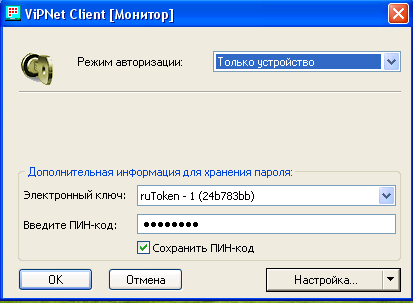 ViPNet Client [Монитор]
Режим авторизации: Только устройство
Дополнительная информация для хранения пароля:
Электронный ключ: ruToken - 1 (24b783bb)
Введите ПИН-код: ●●●●●●●●
Сохранить ПИН-код
OK Отмена Настройка...